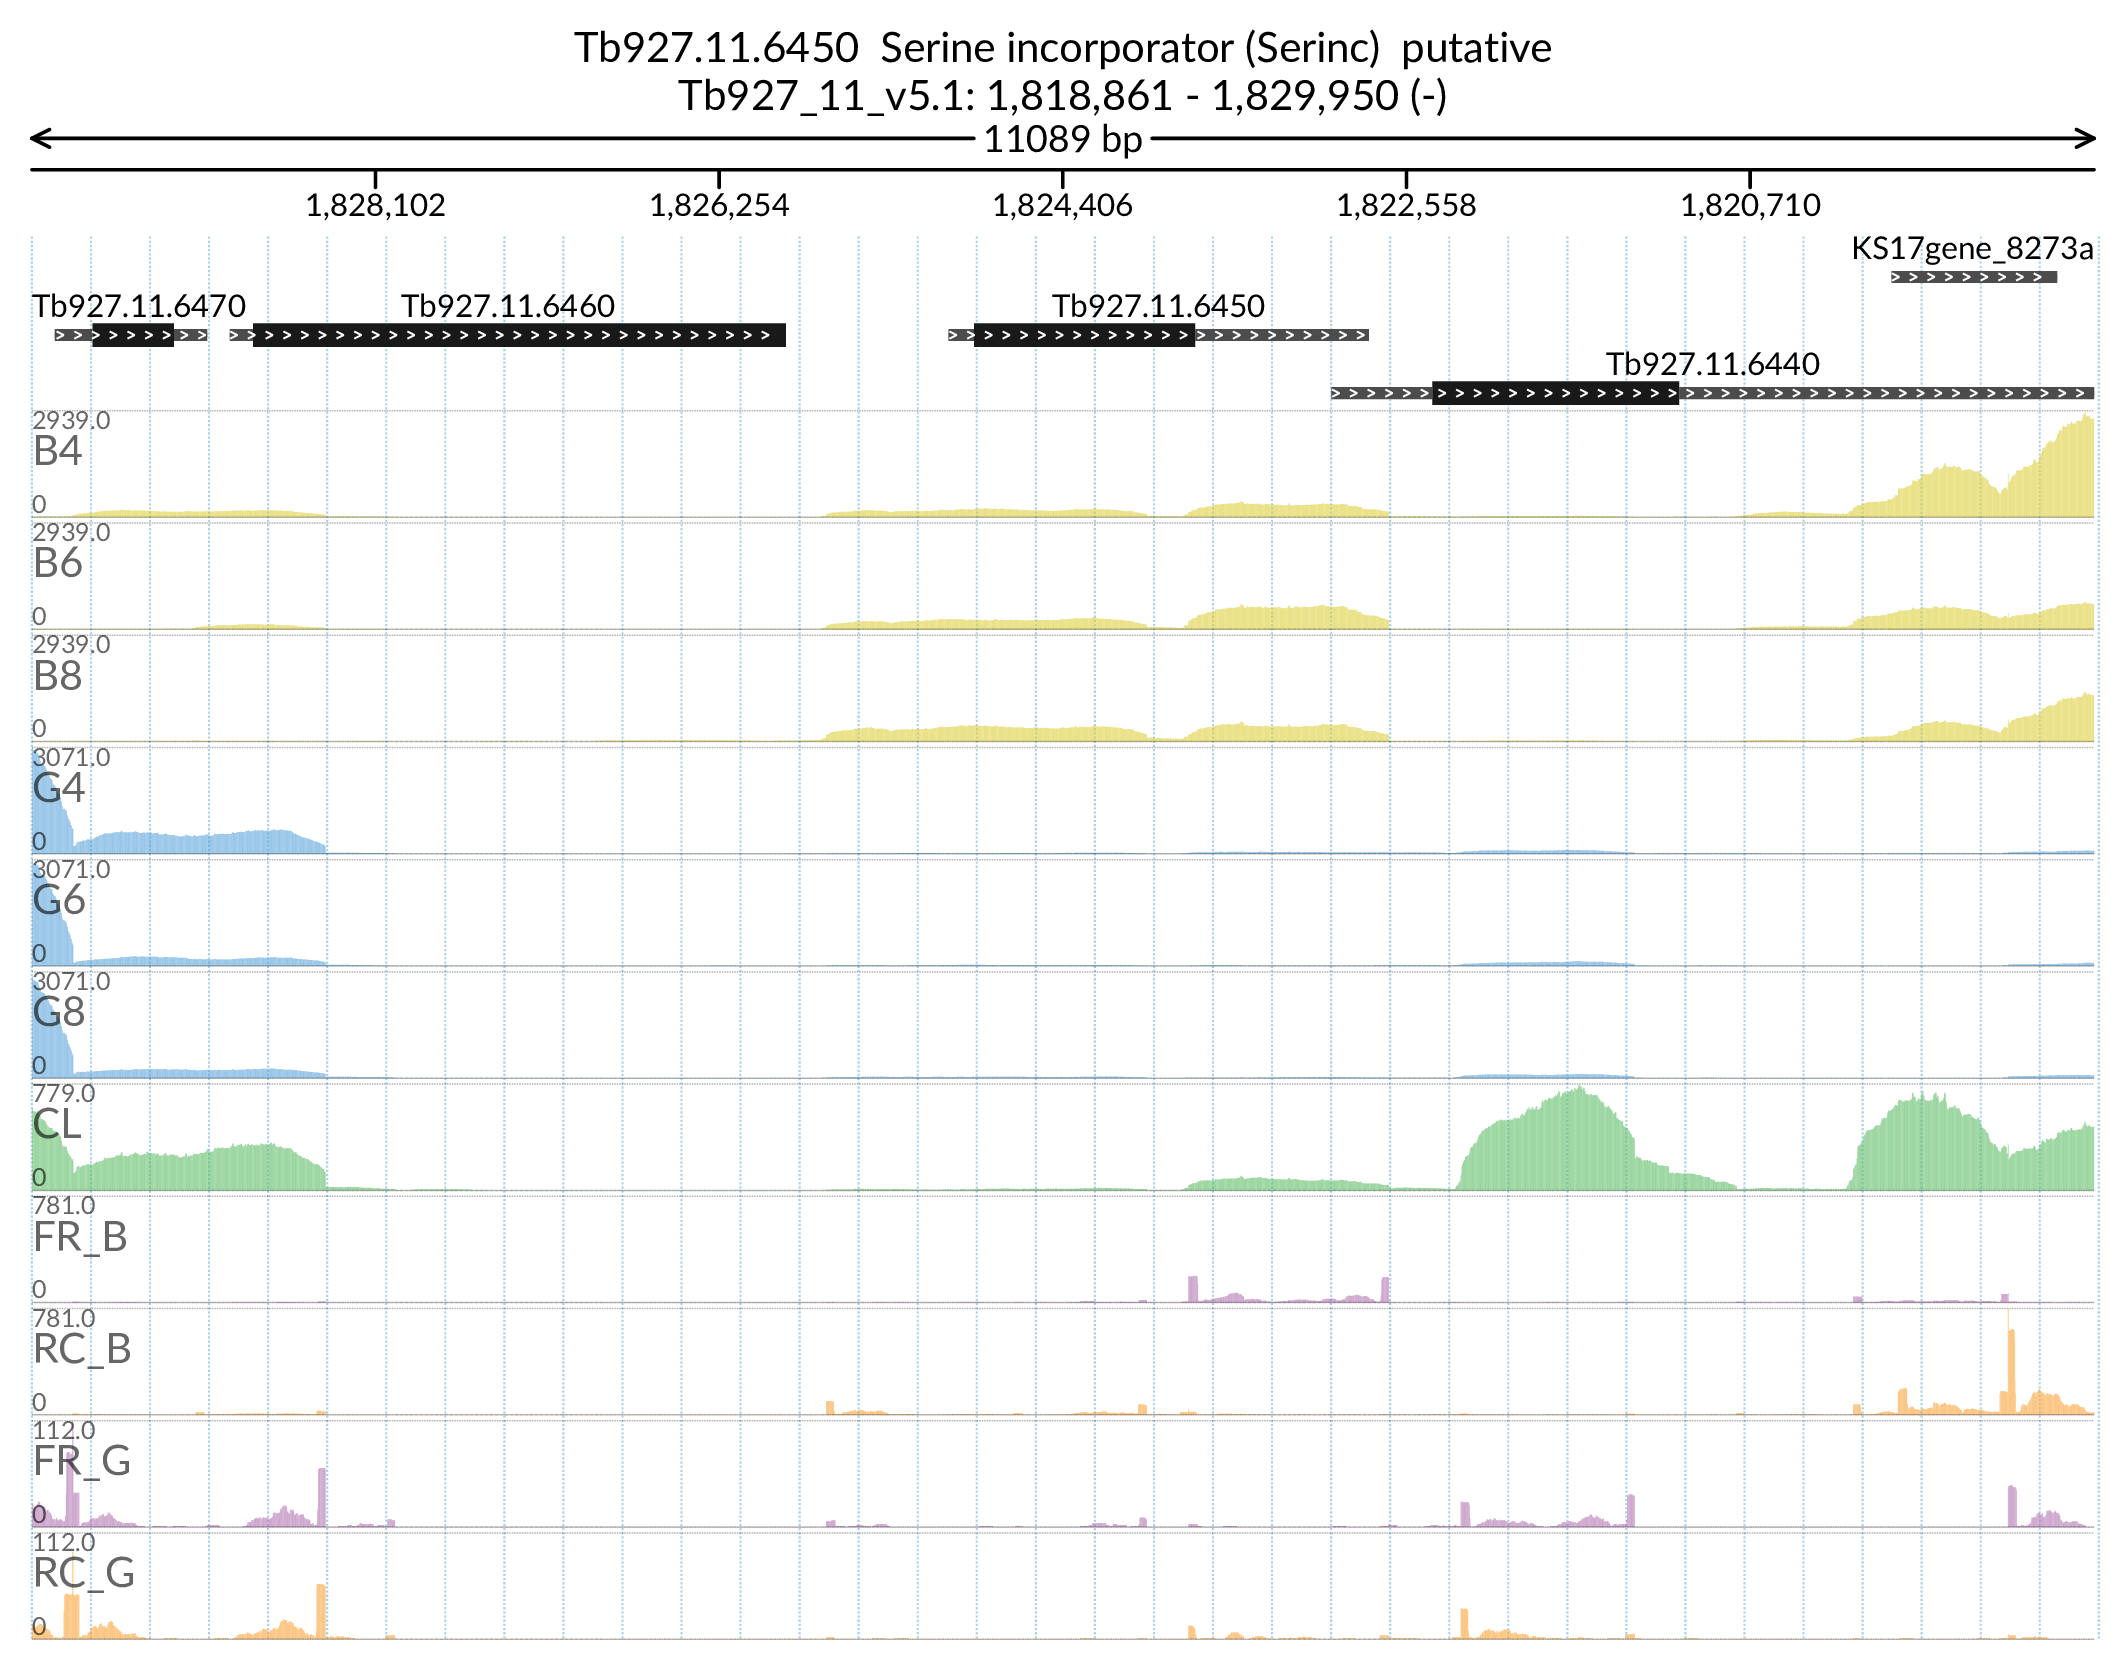 Tb927.11.6450  Serine incorporator (Serinc)  putative
Tb927_11_v5.1: 1,818,861 - 1,829,950 (-)
11089 bp
1,828,102 1,826,254 1,824,406 1,822,558 1,820,710
KS17gene_8273a
Tb927.11.6470 Tb927.11.6460 Tb927.11.6450
Tb927.11.6440
2939.0
B4
0
2939.0
B6
0
2939.0
B8
0
3071.0
G4
0
3071.0
G6
0
3071.0
G8
0
779.0
CL
0
781.0
FR_B
0
781.0
RC_B
0
112.0
FR_G
0
112.0
RC_G
0